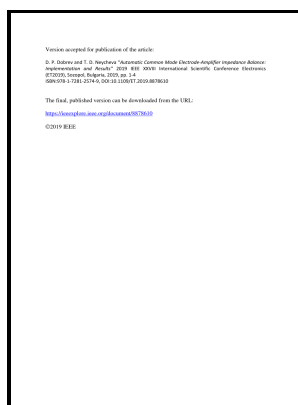 Version accepted for publication of the article:
D. P. Dobrev and T. D. Neycheva "Automatic Common Mode Electrode-Amplifier Impedance Balance:
Implementation and Results" 2019 IEEE XXVIII International Scientific Conference Electronics
(ET2019), Sozopol, Bulgaria, 2019, pp. 1-4
ISBN:978-1-7281-2574-9, DOI:10.1109/ET.2019.8878610
The final, published version can be downloaded from the URL:
https://ieeexplore.ieee.org/document/8878610
©2019 IEEE